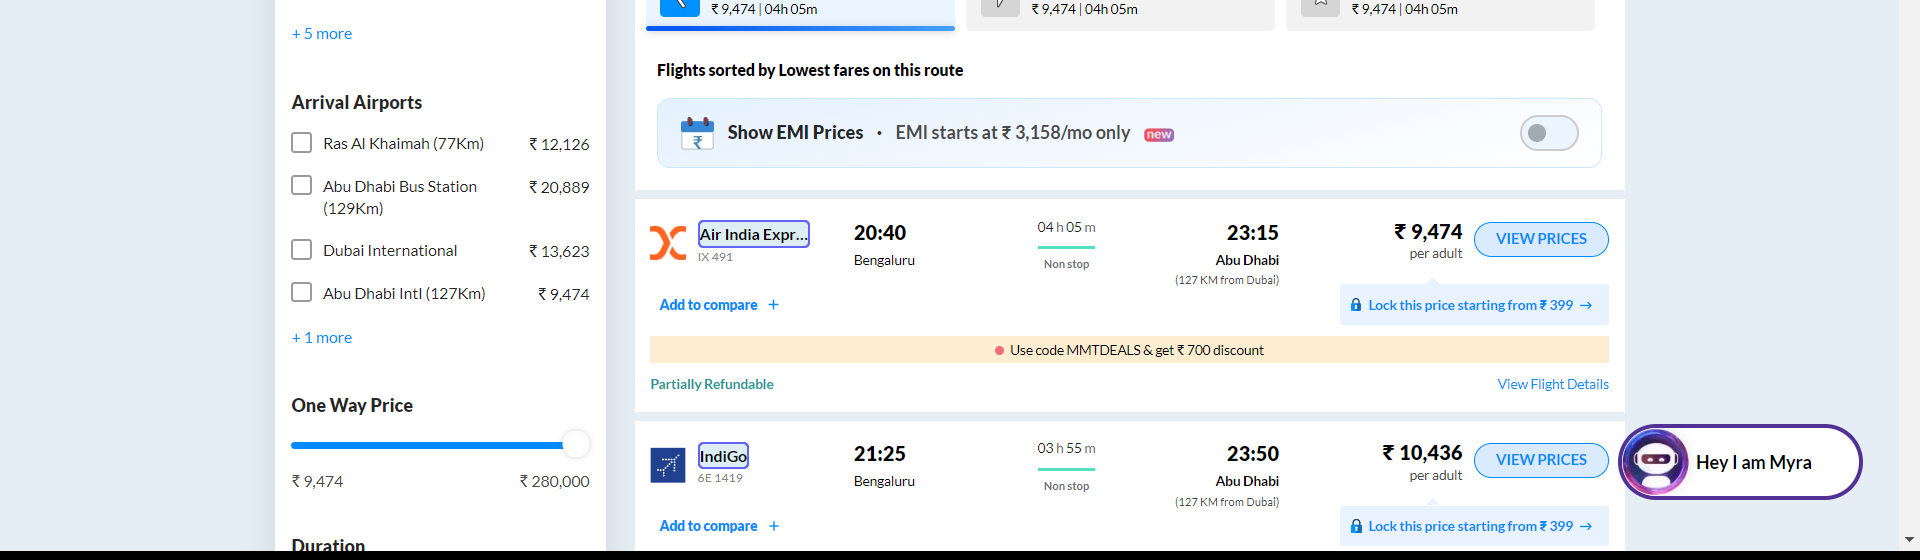 + 5 more
Arrival Airports
Ras Al Khaimah (77Km) ₹ 12,126
Abu Dhabi Bus Station (129Km) ₹ 20,889
Dubai International ₹ 13,623
Abu Dhabi Intl (127Km) ₹ 9,474
+ 1 more
One Way Price
₹ 9,474 ₹ 280,000
Duration
₹ 9,474 | 04h 05m
₹ 9,474 | 04h 05m
₹ 9,474 | 04h 05m
Flights sorted by Lowest fares on this route
Show EMI Prices · EMI starts at ₹ 3,158/mo only new
Air India Expr...
IX 491
20:40
Bengaluru
04 h 05 m
Non stop
23:15
Abu Dhabi
(127 KM from Dubai)
₹ 9,474
per adult
VIEW PRICES
Add to compare +
Lock this price starting from ₹ 399 →
Use code MMTDEALS & get ₹ 700 discount
Partially Refundable
View Flight Details
IndiGo
6E 1419
21:25
Bengaluru
03 h 55 m
Non stop
23:50
Abu Dhabi
(127 KM from Dubai)
₹ 10,436
per adult
VIEW PRICES
Add to compare +
Lock this price starting from ₹ 399 →
Hey I am Myra